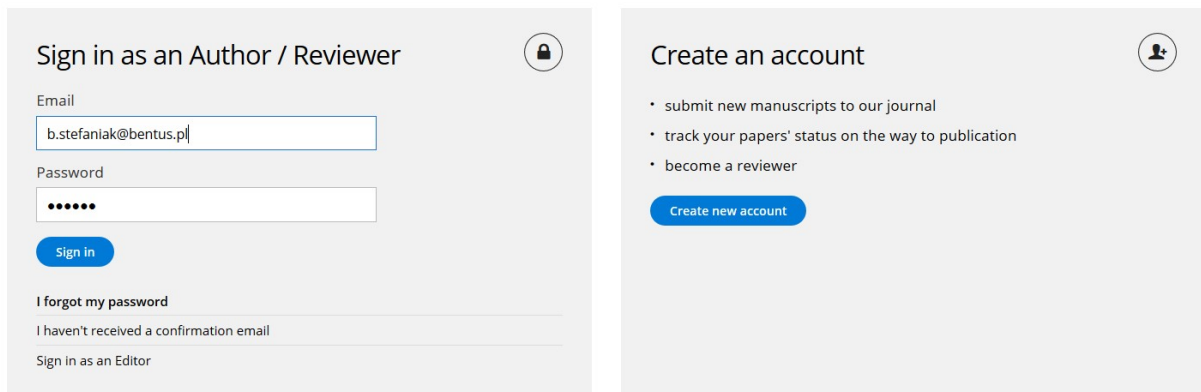 Sign in as an Author / Reviewer
Email
b.stefaniak@bentus.pl
Password
••••••
Sign in
I forgot my password
I haven't received a confirmation email
Sign in as an Editor
Create an account
• submit new manuscripts to our journal
• track your papers' status on the way to publication
• become a reviewer
Create new account